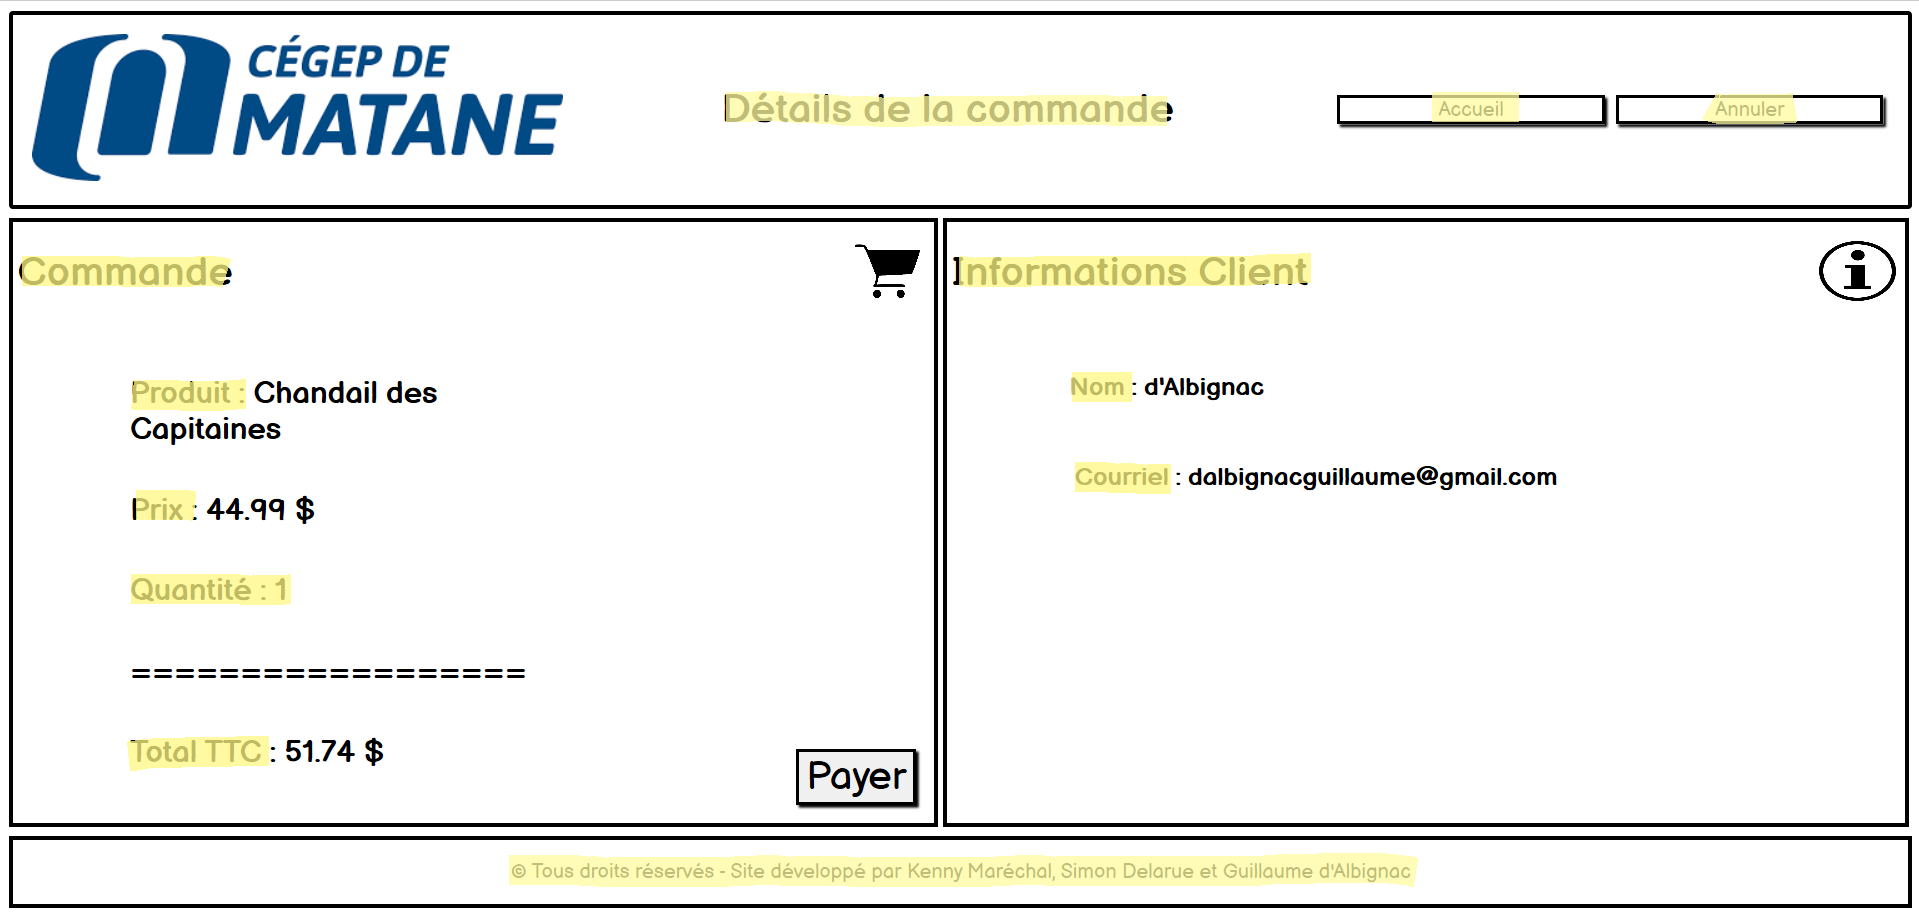 CÉGEP DE
MATANE
Détails de la commande
Accueil
Annuler
Commande
Produit : Chandail des
Capitaines
Prix : 44.99 $
Quantité : 1
==================
Total TTC : 51.74 $
Payer
Informations Client
Nom : d'Albignac
Courriel : dalbignacguillaume@gmail.com
© Tous droits réservés - Site développé par Kenny Maréchal, Simon Delarue et Guillaume d'Albignac